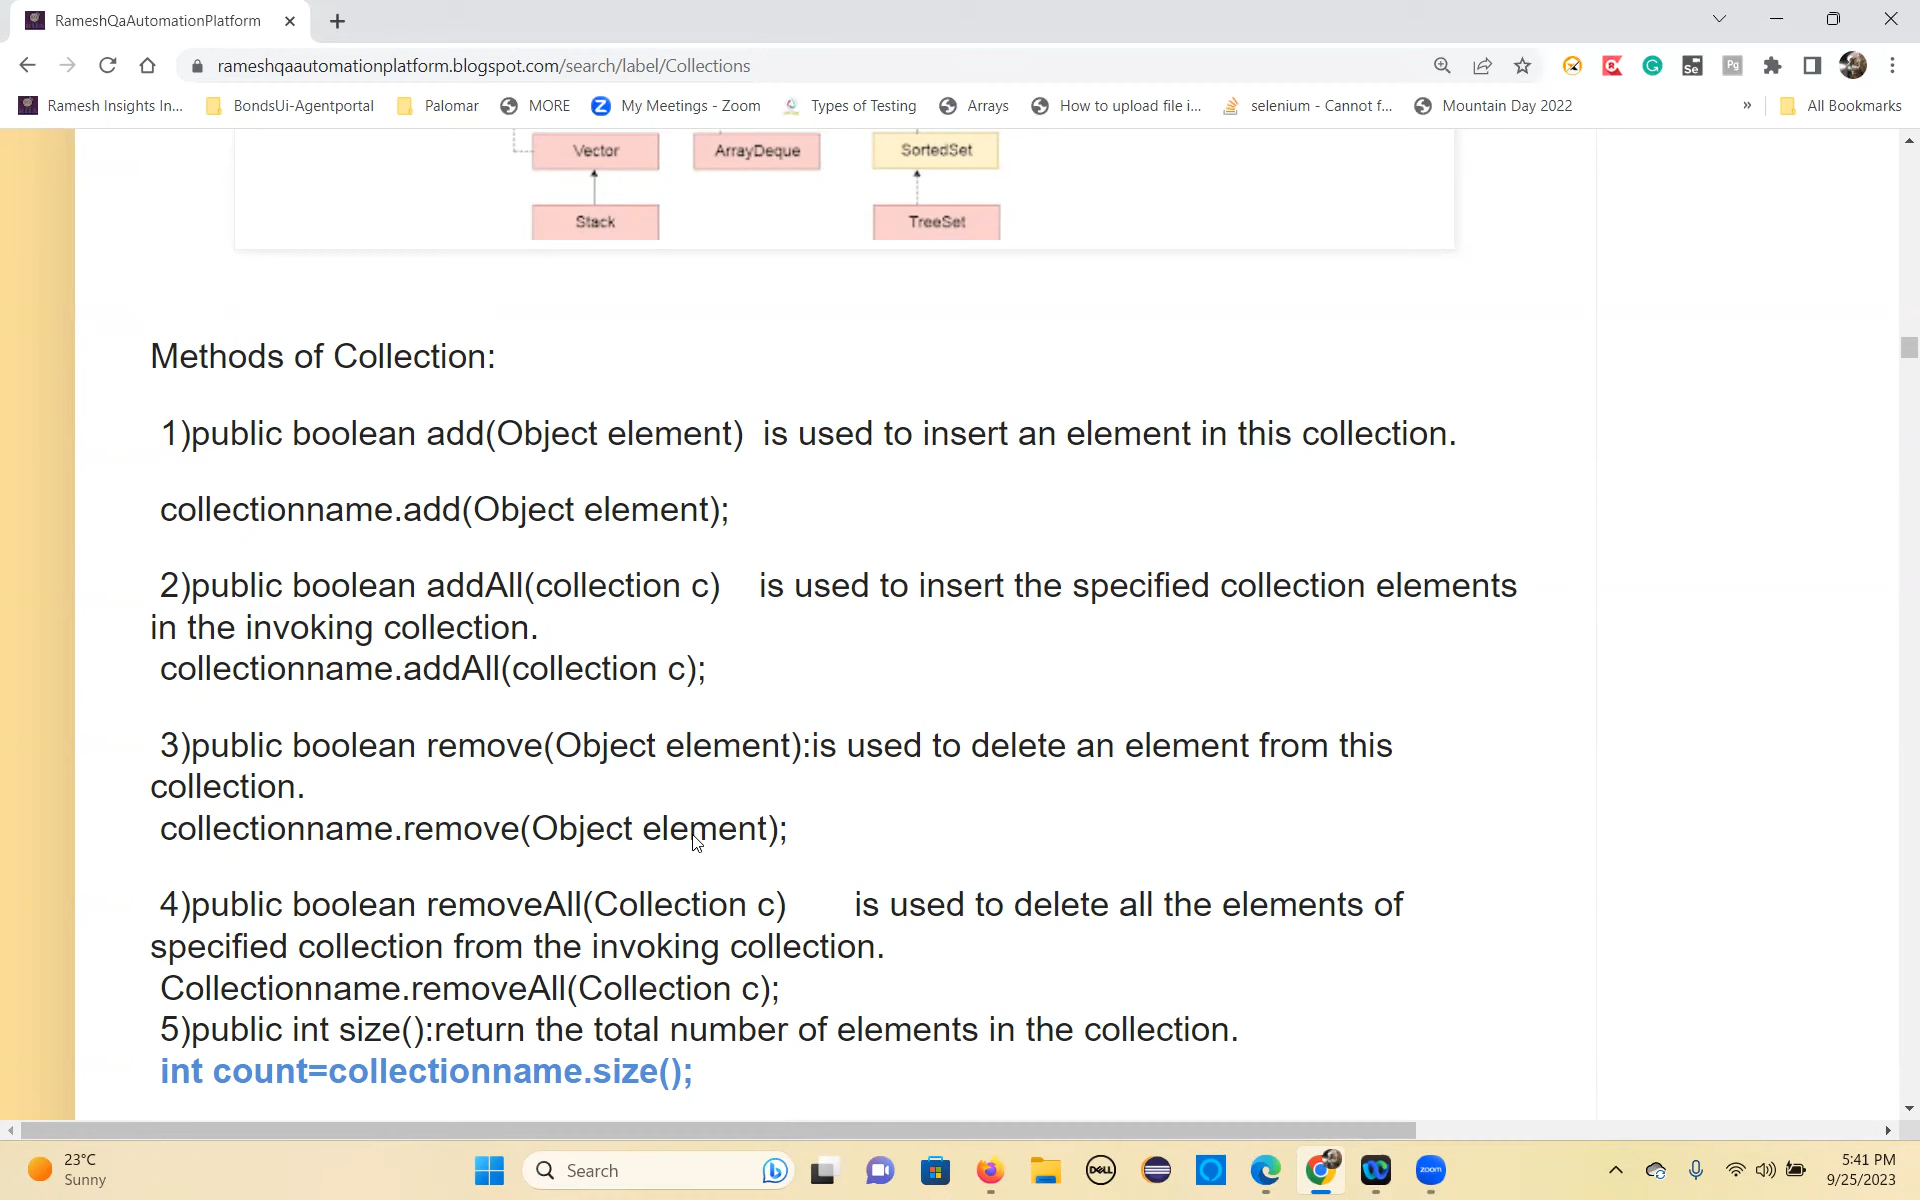 RameshQaAutomationPlatform
rameshqaautomationplatform.blogspot.com/search/label/Collections
Ramesh Insights In... BondsUi-Agentportal Palomar MORE My Meetings - Zoom Types of Testing Arrays How to upload file i... selenium - Cannot f... Mountain Day 2022 » All Bookmarks
Vector ArrayDeque SortedSet
Stack TreeSet
Methods of Collection:
1)public boolean add(Object element) is used to insert an element in this collection.
collectionname.add(Object element);
2)public boolean addAll(collection c) is used to insert the specified collection elements
in the invoking collection.
collectionname.addAll(collection c);
3)public boolean remove(Object element):is used to delete an element from this
collection.
collectionname.remove(Object element);
4)public boolean removeAll(Collection c) is used to delete all the elements of
specified collection from the invoking collection.
Collectionname.removeAll(Collection c);
5)public int size():return the total number of elements in the collection.
int count=collectionname.size();
23°C
Sunny
Search
DELL
zoom
5:41 PM
9/25/2023